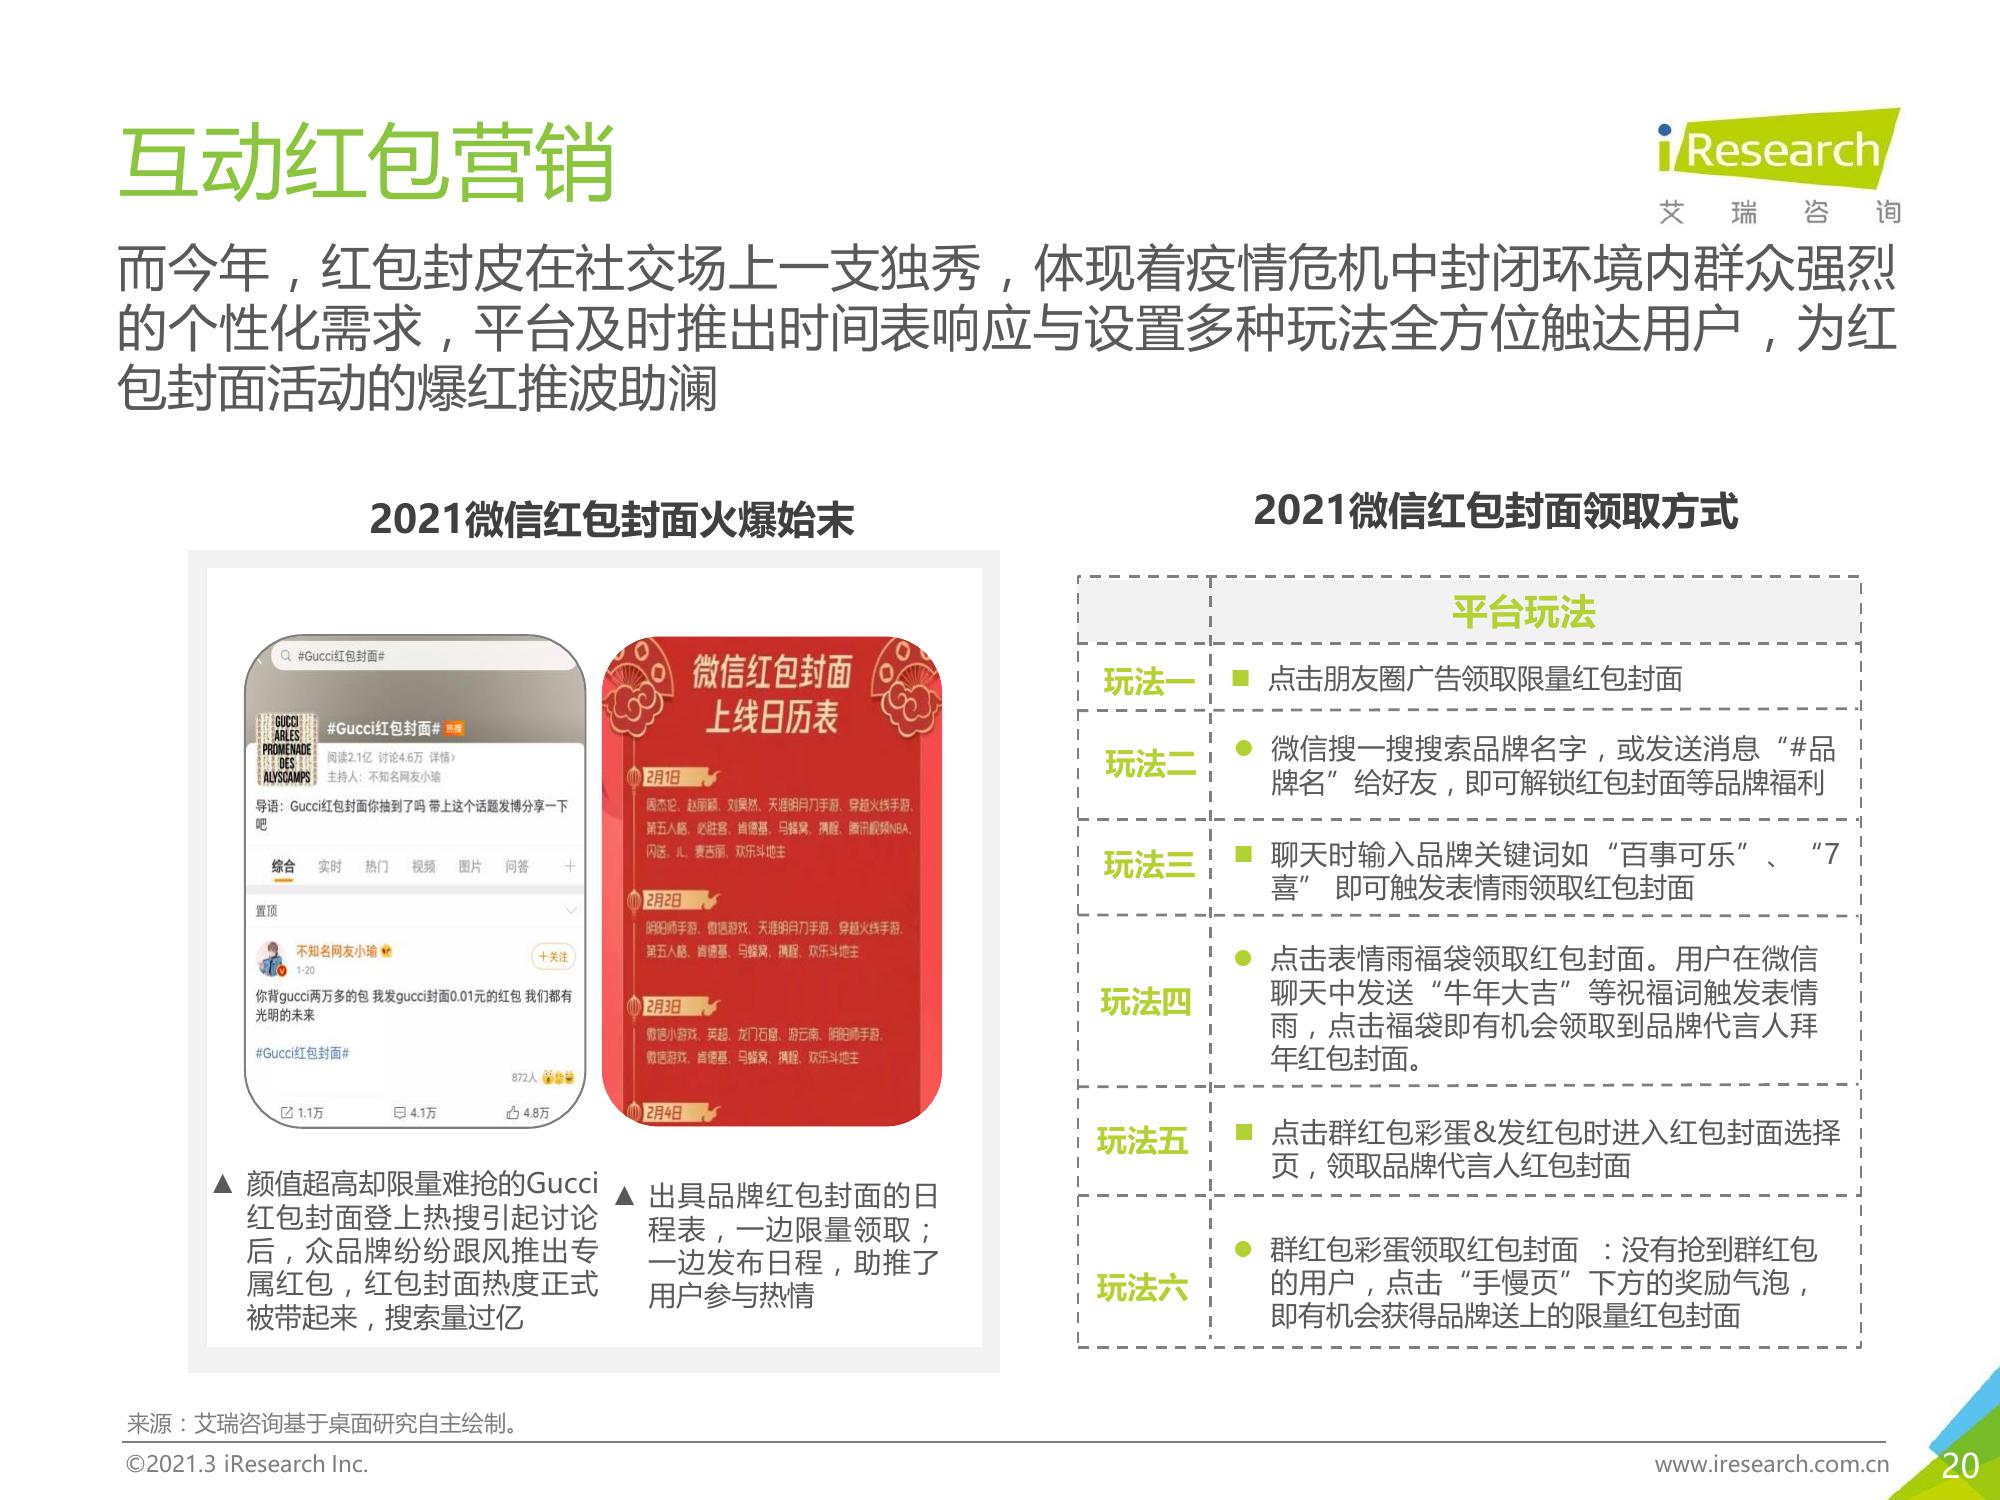 互动红包营销
iResearch
艾瑞咨询
而今年，红包封皮在社交场上一支独秀，体现着疫情危机中封闭环境内群众强烈
的个性化需求，平台及时推出时间表响应与设置多种玩法全方位触达用户，为红
包封面活动的爆红推波助澜
2021微信红包封面火爆始末
#Gucci红包封面#
GUCCI
ARLES
PROMENADE
DES
ALYSCAMPS
#Gucci红包封面# 热搜
阅读2.1亿 讨论4.6万 详情>
主持人：不知名网友小瑜
导语：Gucci红包封面你抽到了吗 带上这个话题发博分享一下
吧
综合 实时 热门 视频 图片 问答 +
置顶
不知名网友小瑜
1-20
+关注
你背gucci两万多的包 我发gucci封面0.01元的红包 我们都有
光明的未来
#Gucci红包封面#
872人
1.1万 4.1万 4.8万
微信红包封面
上线日历表
2月1日
周杰伦、赵丽颖、刘昊然、天涯明月刀手游、穿越火线手游、
第五人格、必胜客、肯德基、马蜂窝、携程、腾讯视频NBA、
闪送、JL、麦吉丽、欢乐斗地主
2月2日
阴阳师手游、微信游戏、天涯明月刀手游、穿越火线手游、
第五人格、肯德基、马蜂窝、携程、欢乐斗地主
2月3日
微信小游戏、英超、龙门石窟、游云南、阴阳师手游、
微信游戏、肯德基、马蜂窝、携程、欢乐斗地主
2月4日
▲ 颜值超高却限量难抢的Gucci
红包封面登上热搜引起讨论
后，众品牌纷纷跟风推出专
属红包，红包封面热度正式
被带起来，搜索量过亿
▲ 出具品牌红包封面的日
程表，一边限量领取；
一边发布日程，助推了
用户参与热情
2021微信红包封面领取方式
平台玩法
玩法一
■ 点击朋友圈广告领取限量红包封面
玩法二
● 微信搜一搜搜索品牌名字，或发送消息“#品
牌名”给好友，即可解锁红包封面等品牌福利
玩法三
■ 聊天时输入品牌关键词如“百事可乐”、“7
喜” 即可触发表情雨领取红包封面
玩法四
● 点击表情雨福袋领取红包封面。用户在微信
聊天中发送“牛年大吉”等祝福词触发表情
雨，点击福袋即有机会领取到品牌代言人拜
年红包封面。
玩法五
■ 点击群红包彩蛋&发红包时进入红包封面选择
页，领取品牌代言人红包封面
玩法六
● 群红包彩蛋领取红包封面 ：没有抢到群红包
的用户，点击“手慢页”下方的奖励气泡，
即有机会获得品牌送上的限量红包封面
来源：艾瑞咨询基于桌面研究自主绘制。
©2021.3 iResearch Inc.
www.iresearch.com.cn
20